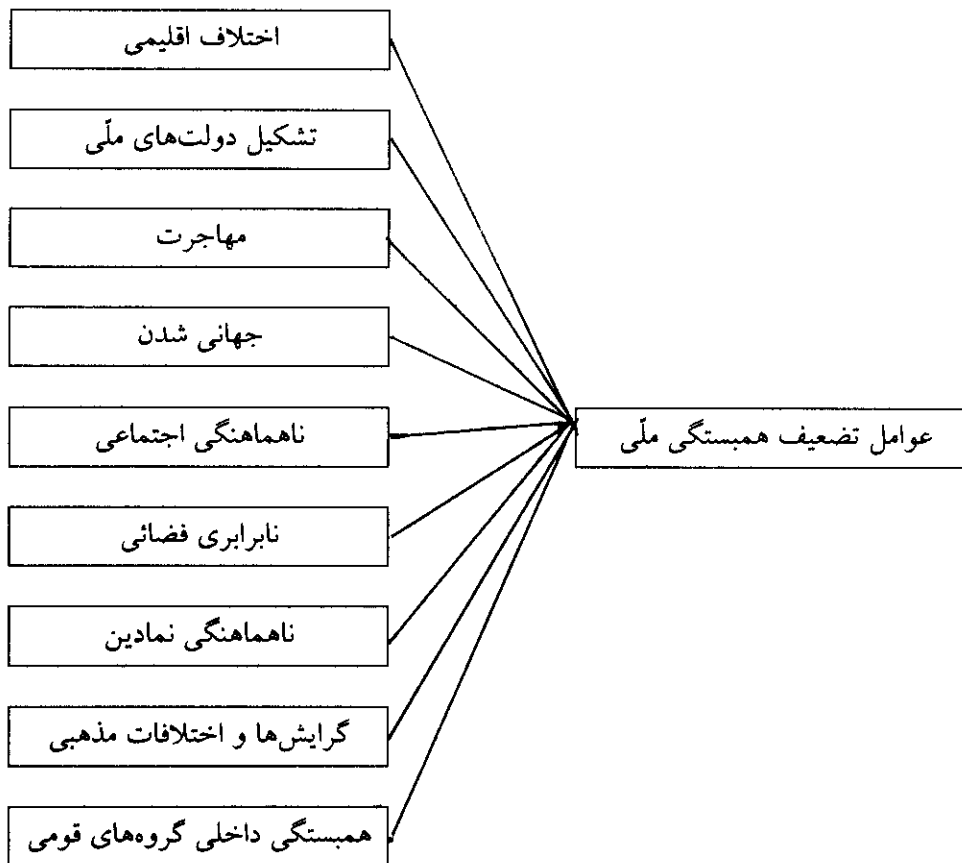 اختلاف اقلیمی
تشکیل دولت‌های ملّی
مهاجرت
جهانی شدن
ناهماهنگی اجتماعی
عوامل تضعیف همبستگی ملّی
نابرابری فضائی
ناهماهنگی نمادین
گرایش‌ها و اختلافات مذهبی
همبستگی داخلی گروه‌های قومی